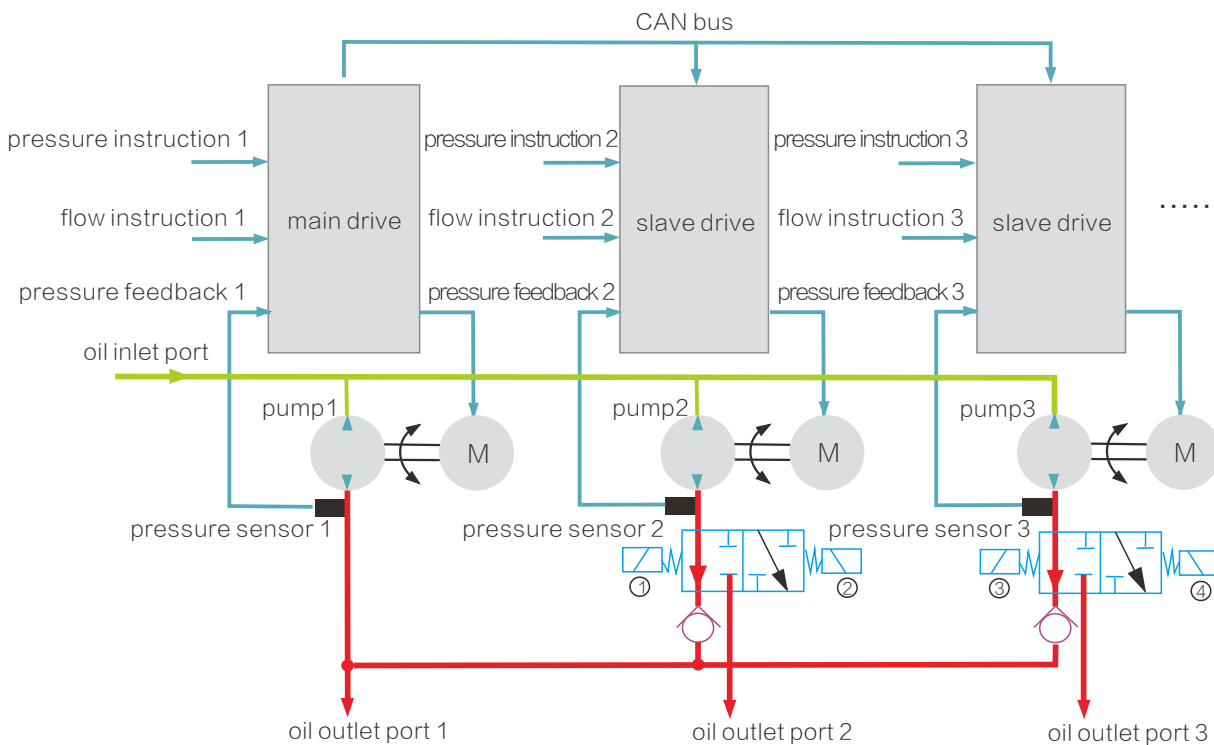 CAN bus
pressure instruction 1
pressure instruction 2
pressure instruction 3
flow instruction 1
main drive
flow instruction 2
slave drive
flow instruction 3
slave drive
.....
pressure feedback 1
pressure feedback 2
pressure feedback 3
oil inlet port
pump1
M
pump2
M
pump3
M
pressure sensor 1
pressure sensor 2
pressure sensor 3
①
②
③
④
oil outlet port 1
oil outlet port 2
oil outlet port 3